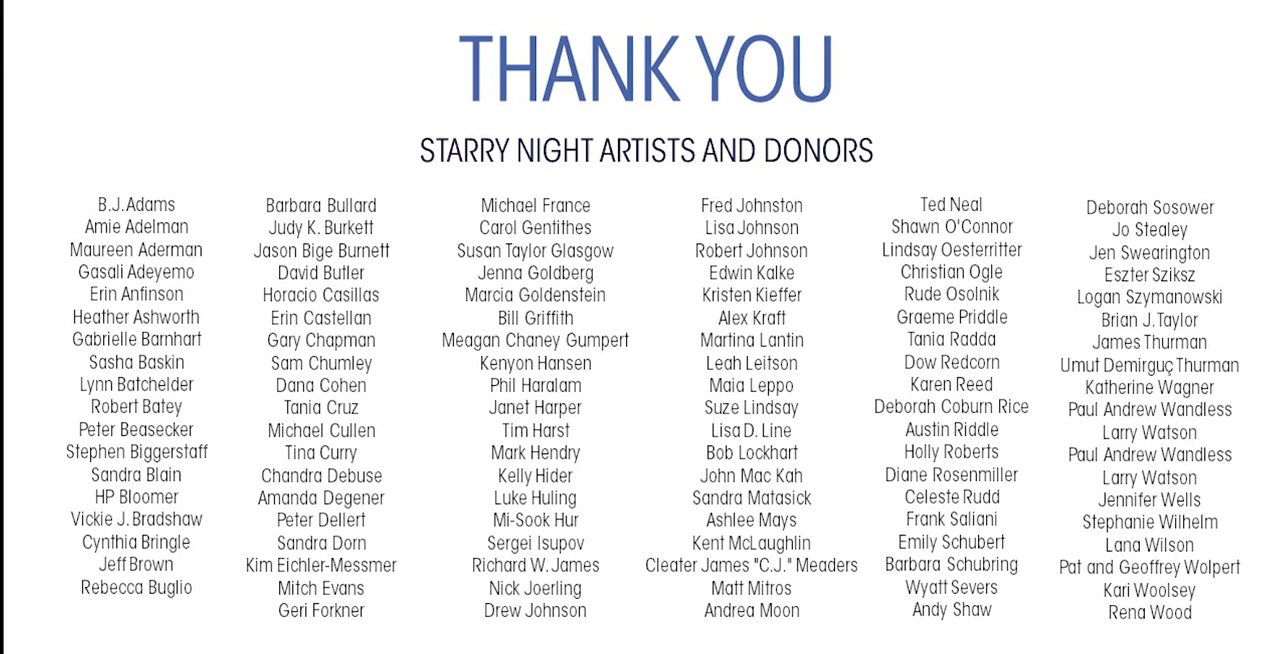 THANK YOU
STARRY NIGHT ARTISTS AND DONORS
B.J. Adams
Amie Adelman
Maureen Aderman
Gasali Adeyemo
Erin Anfinson
Heather Ashworth
Gabrielle Barnhart
Sasha Baskin
Lynn Batchelder
Robert Batey
Peter Beasecker
Stephen Biggerstaff
Sandra Blain
HP Bloomer
Vickie J. Bradshaw
Cynthia Bringle
Jeff Brown
Rebecca Buglio
Barbara Bullard
Judy K. Burkett
Jason Bige Burnett
David Butler
Horacio Casillas
Erin Castellan
Gary Chapman
Sam Chumley
Dana Cohen
Tania Cruz
Michael Cullen
Tina Curry
Chandra Debuse
Amanda Degener
Peter Dellert
Sandra Dorn
Kim Eichler-Messmer
Mitch Evans
Geri Forkner
Michael France
Carol Gentithes
Susan Taylor Glasgow
Jenna Goldberg
Marcia Goldenstein
Bill Griffith
Meagan Chaney Gumpert
Kenyon Hansen
Phil Haralam
Janet Harper
Tim Harst
Mark Hendry
Kelly Hider
Luke Huling
Mi-Sook Hur
Sergei Isupov
Richard W. James
Nick Joerling
Drew Johnson
Fred Johnston
Lisa Johnson
Robert Johnson
Edwin Kalke
Kristen Kieffer
Alex Kraft
Martina Lantin
Leah Leitson
Maia Leppo
Suze Lindsay
Lisa D. Line
Bob Lockhart
John Mac Kah
Sandra Matasick
Ashlee Mays
Kent McLaughlin
Cleater James "C.J." Meaders
Matt Mitros
Andrea Moon
Ted Neal
Shawn O'Connor
Lindsay Oesterritter
Christian Ogle
Rude Osolnik
Graeme Priddle
Tania Radda
Dow Redcorn
Karen Reed
Deborah Coburn Rice
Austin Riddle
Holly Roberts
Diane Rosenmiller
Celeste Rudd
Frank Saliani
Emily Schubert
Barbara Schubring
Wyatt Severs
Andy Shaw
Deborah Sosower
Jo Stealey
Jen Swearington
Eszter Sziksz
Logan Szymanowski
Brian J. Taylor
James Thurman
Umut Demirguç Thurman
Katherine Wagner
Paul Andrew Wandless
Larry Watson
Paul Andrew Wandless
Larry Watson
Jennifer Wells
Stephanie Wilhelm
Lana Wilson
Pat and Geoffrey Wolpert
Kari Woolsey
Rena Wood